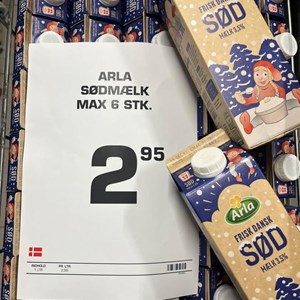 ARLA
SØDMÆLK
MAX 6 STK.
2 95
FRISK DANSK
SØD
MÆLK 3,5%
Arla
FRISK DANSK
SØD
MÆLK 3,5%
SØD